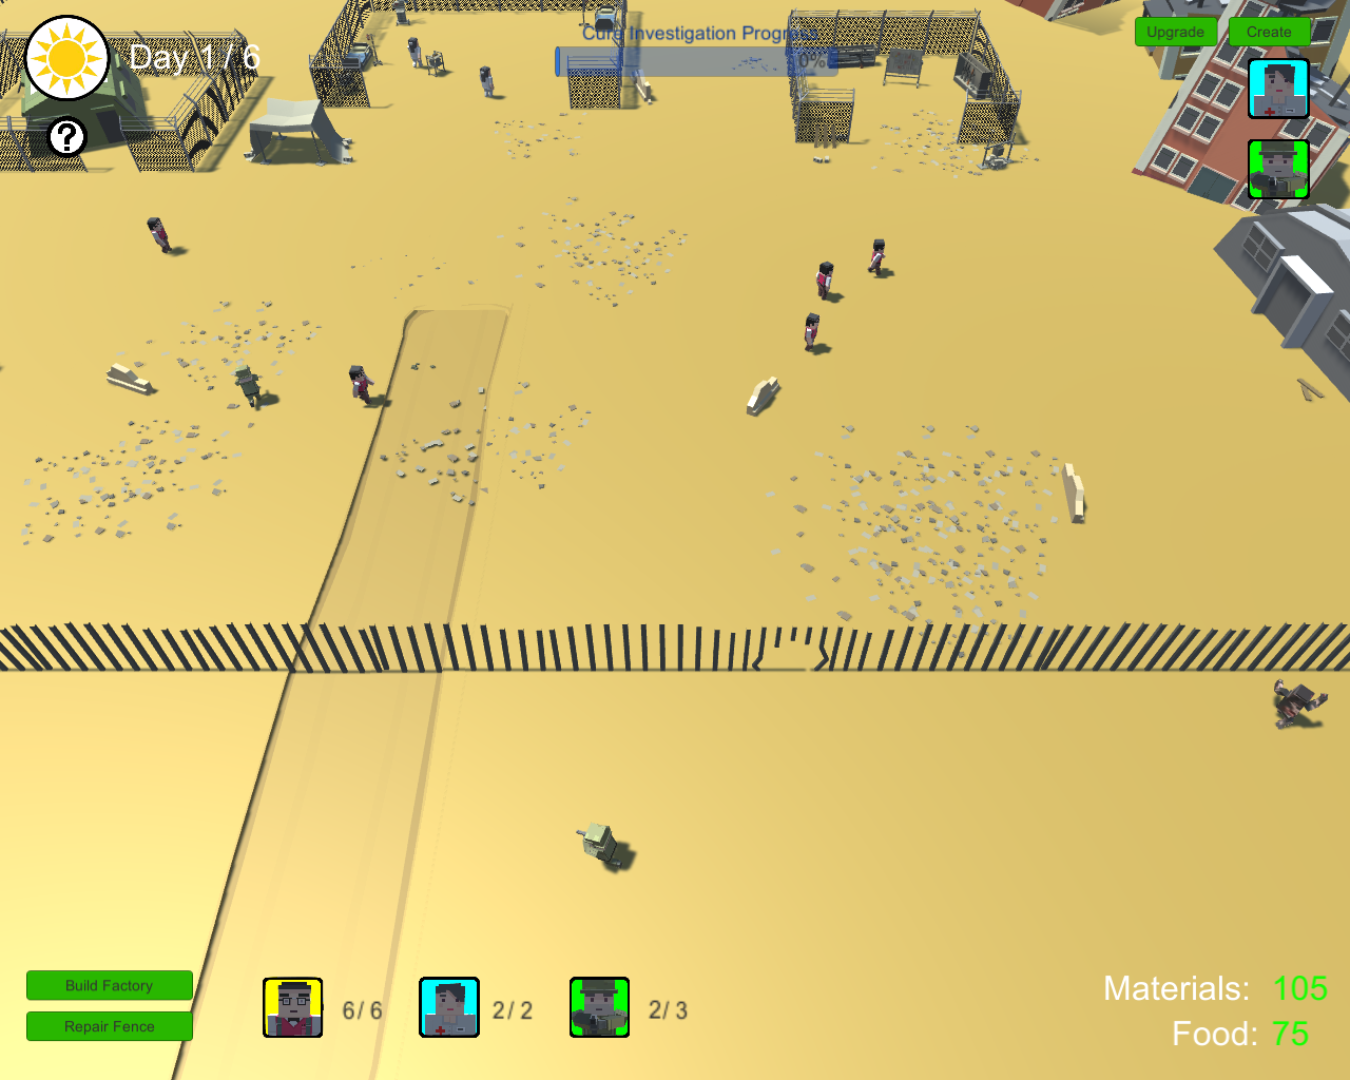 Cure Investigation Progress
Upgrade
Create
Day 1 / 6
0%
?
Build Factory
Repair Fence
6/6
2/2
2/3
Materials: 105
Food: 75